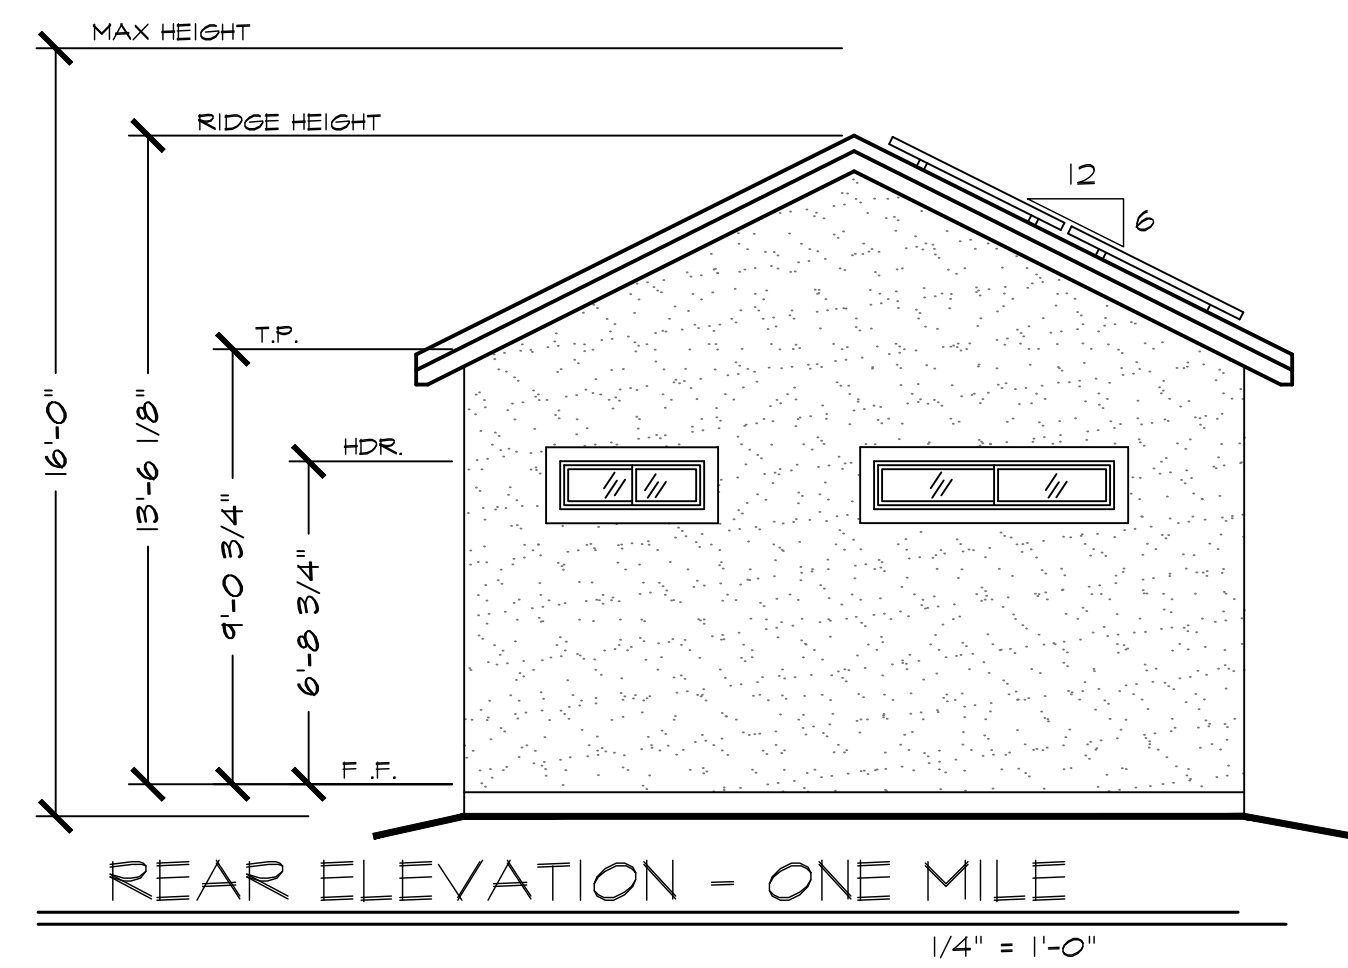 MAX HEIGHT
RIDGE HEIGHT
12
6
T.P.
HDR.
16'-0"
13'-6 1/8"
9'-0 3/4"
6'-8 3/4"
F .F.
REAR ELEVATION - ONE MILE
1/4" = 1'-0"